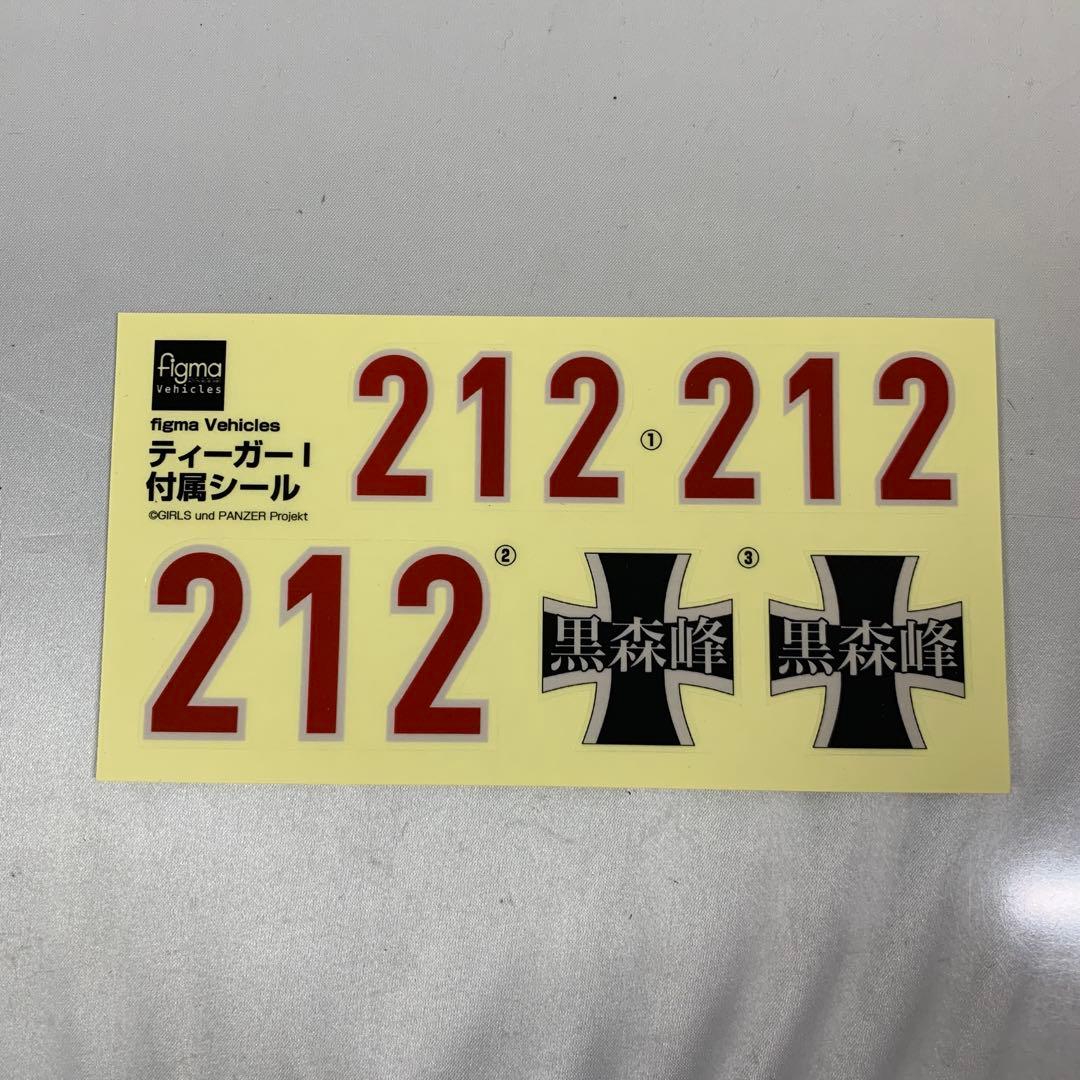 figma
Vehicles
figma Vehicles
ティーガーⅠ
付属シール
©GIRLS und PANZER Projekt
212 ① 212
212 ②
黒森峰 ③ 黒森峰